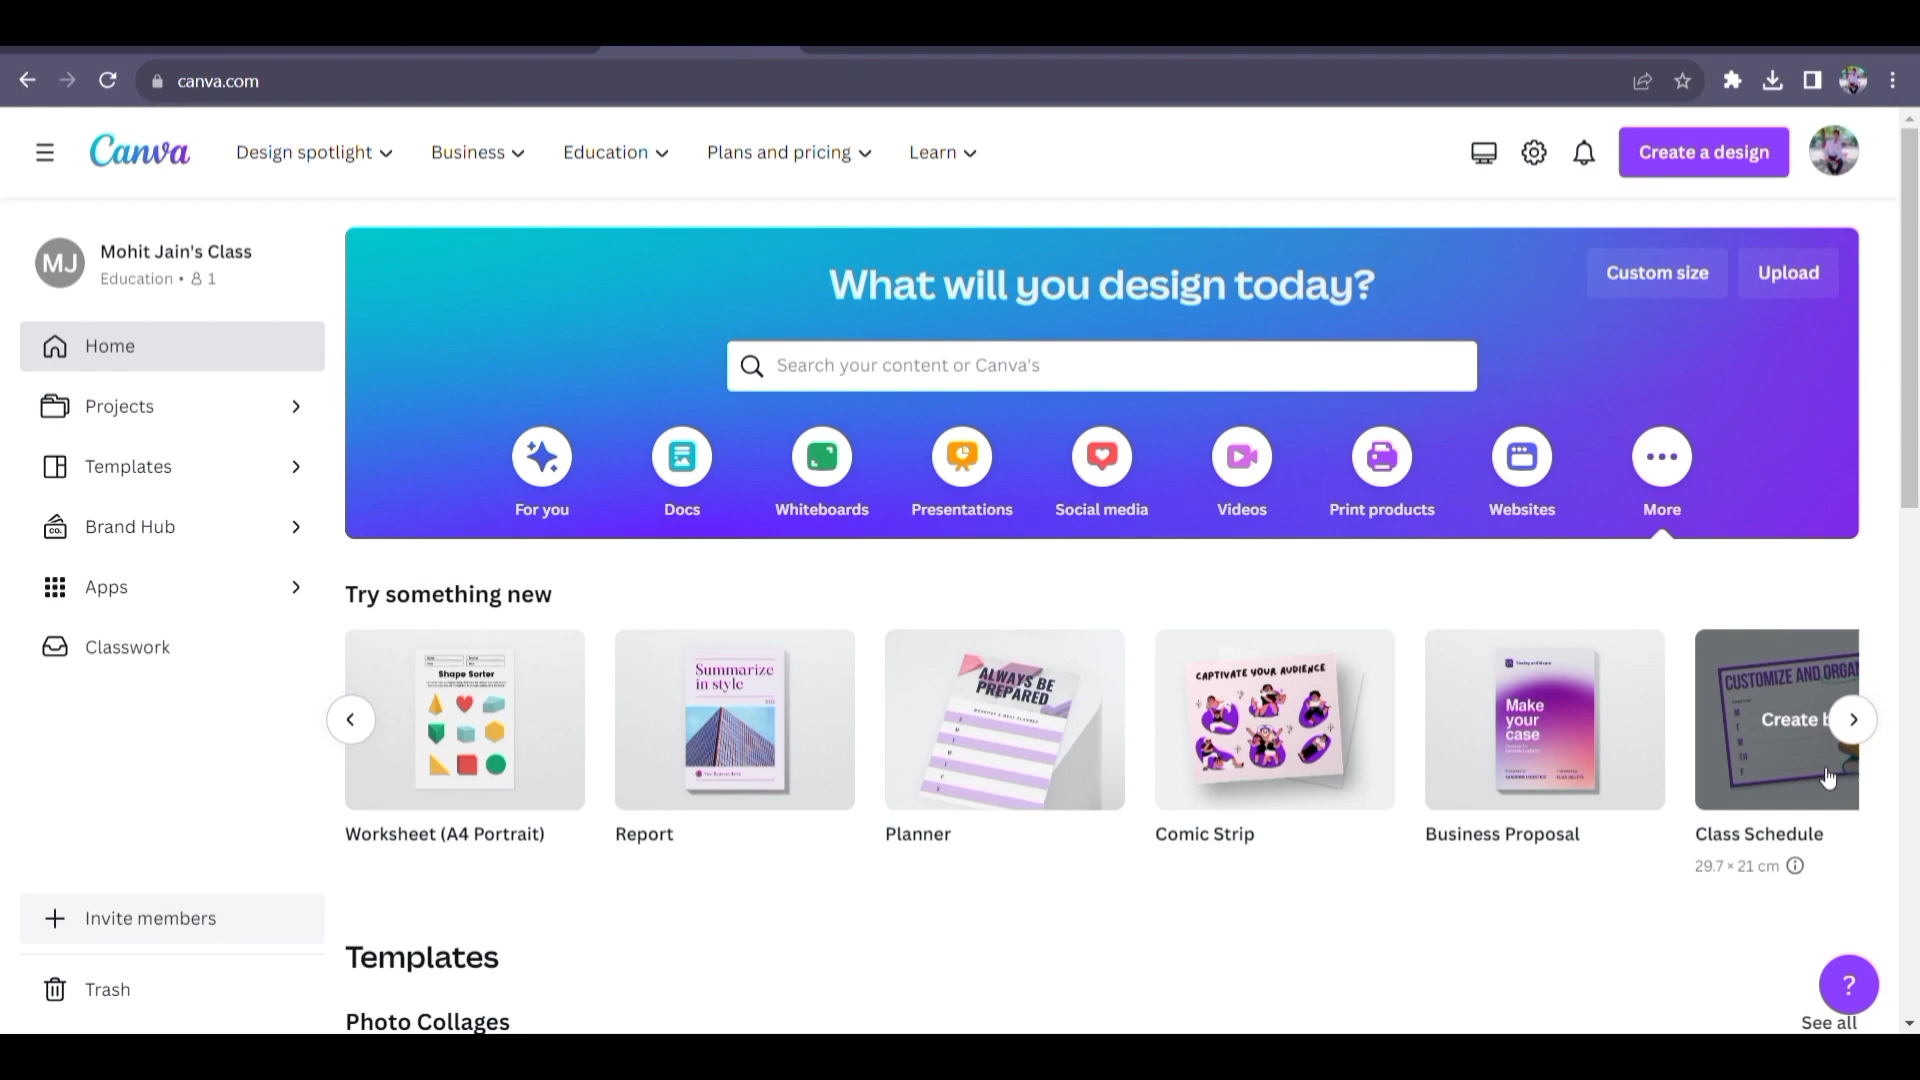 canva.com
Canva
Design spotlight
Business
Education
Plans and pricing
Learn
Create a design
MJ
Mohit Jain's Class
Education • 1
Home
Projects
Templates
Brand Hub
Apps
Classwork
Invite members
Trash
What will you design today?
Custom size
Upload
Search your content or Canva's
For you
Docs
Whiteboards
Presentations
Social media
Videos
Print products
Websites
More
Try something new
Shape Sorter
Worksheet (A4 Portrait)
Summarize
in style
Report
ALWAYS BE
PREPARED
Planner
CAPTIVATE YOUR AUDIENCE
Comic Strip
Make
your
case
Business Proposal
CUSTOMIZE AND
Create
Class Schedule
29.7 × 21 cm
Templates
Photo Collages
?
See all